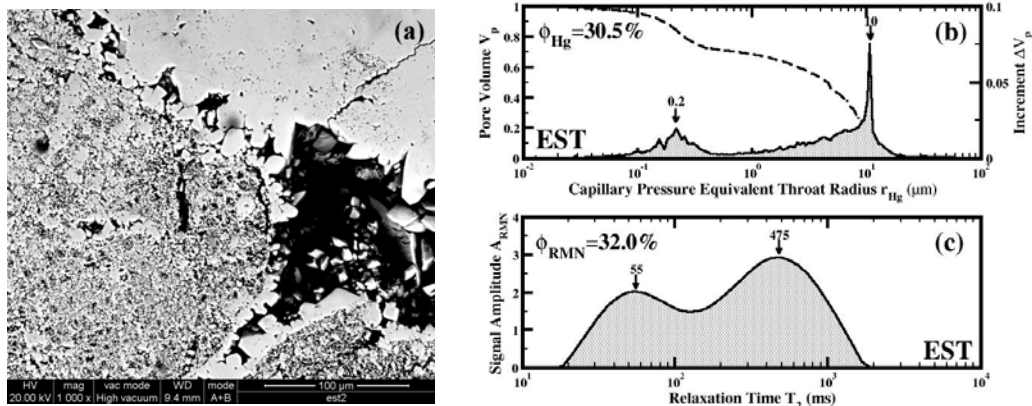 (a)
HV
mag
vac mode
WD
mode
100 µm
20.00 kV
1 000 x
High vacuum
9.4 mm
A+B
est2
(b)
ϕHg=30.5%
EST
0.2
10
Pore Volume Vp
1
0.8
0.6
0.4
0.2
0
Increment ΔVp
0.1
0.05
0
10⁻² 10⁻¹ 10⁰ 10¹ 10²
Capillary Pressure Equivalent Throat Radius rHg (µm)
(c)
ϕRMN=32.0%
55
475
EST
Signal Amplitude ARMN
4
3
2
1
0
10¹ 10² 10³ 10⁴
Relaxation Time T2 (ms)